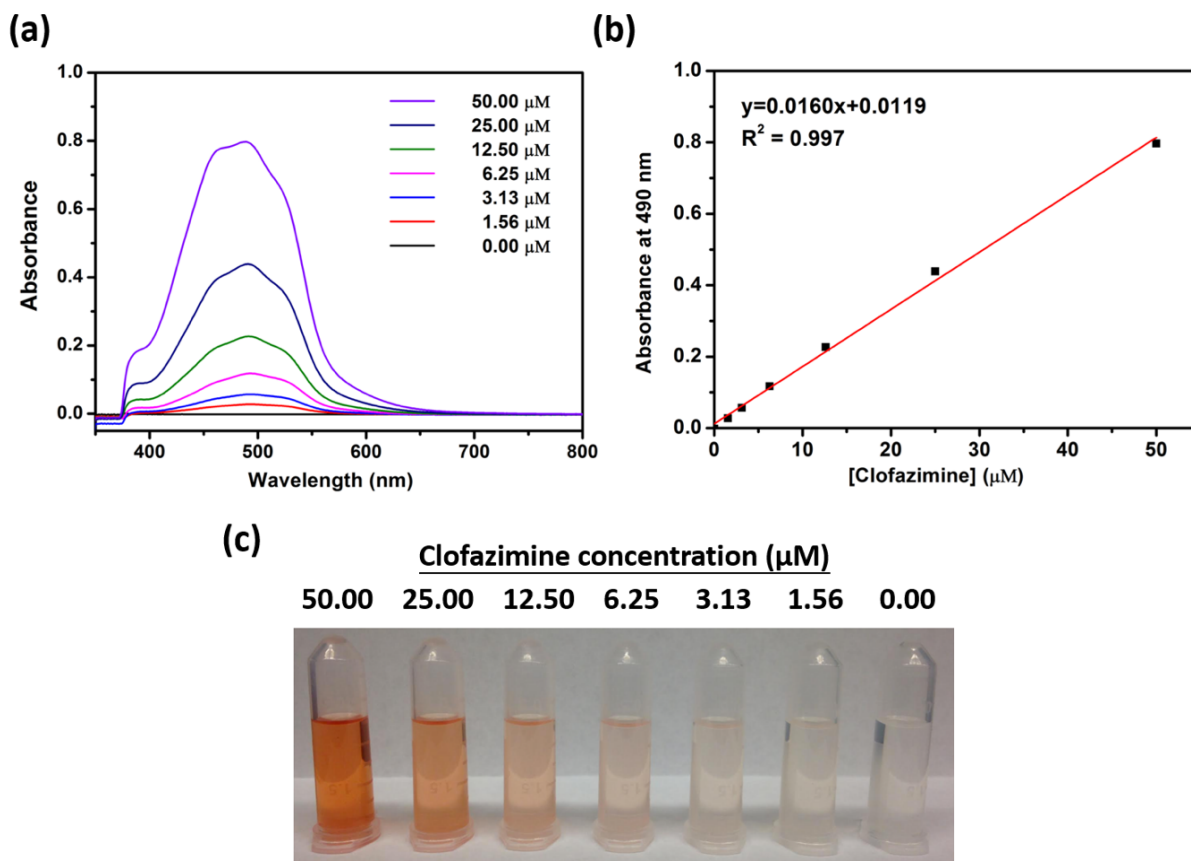 (a)
1.0
0.8
0.6
0.4
0.2
0.0
Absorbance
50.00 μM
25.00 μM
12.50 μM
6.25 μM
3.13 μM
1.56 μM
0.00 μM
400 500 600 700 800
Wavelength (nm)
(b)
1.0
0.8
0.6
0.4
0.2
0.0
Absorbance at 490 nm
y=0.0160x+0.0119
R² = 0.997
0 10 20 30 40 50
[Clofazimine] (μM)
(c)
Clofazimine concentration (μM)
50.00 25.00 12.50 6.25 3.13 1.56 0.00